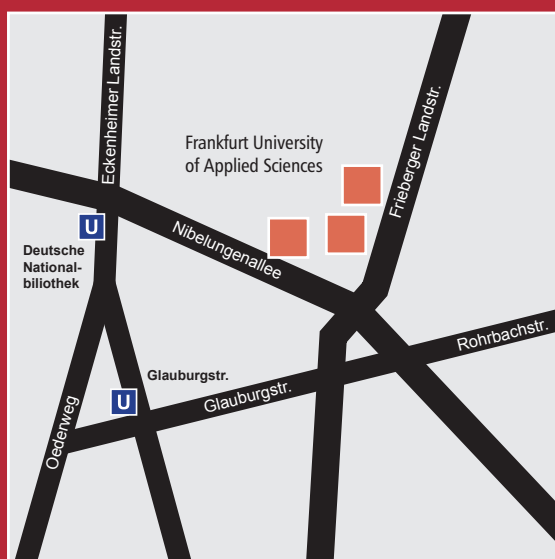 Eckenheimer Landstr.
Frieberger Landstr.
Frankfurt University
of Applied Sciences
U
Nibelungenallee
Deutsche
National-
bibliothek
Rohrbachstr.
Glauburgstr.
U
Glauburgstr.
Oederweg